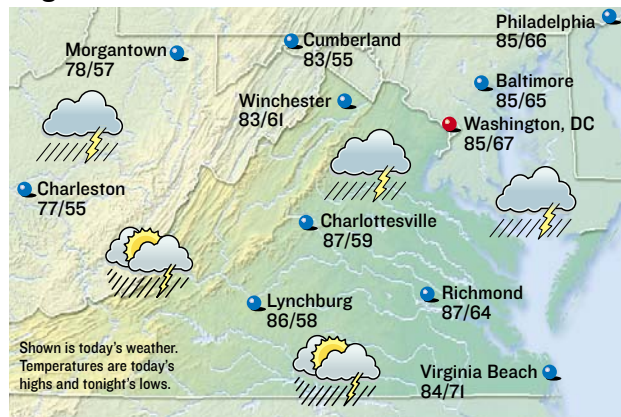 Philadelphia
85/66
Morgantown
78/57
Cumberland
83/55
Baltimore
85/65
Winchester
83/61
Washington, DC
85/67
Charleston
77/55
Charlottesville
87/59
Lynchburg
86/58
Richmond
87/64
Shown is today's weather.
Temperatures are today's
highs and tonight's lows.
Virginia Beach
84/71